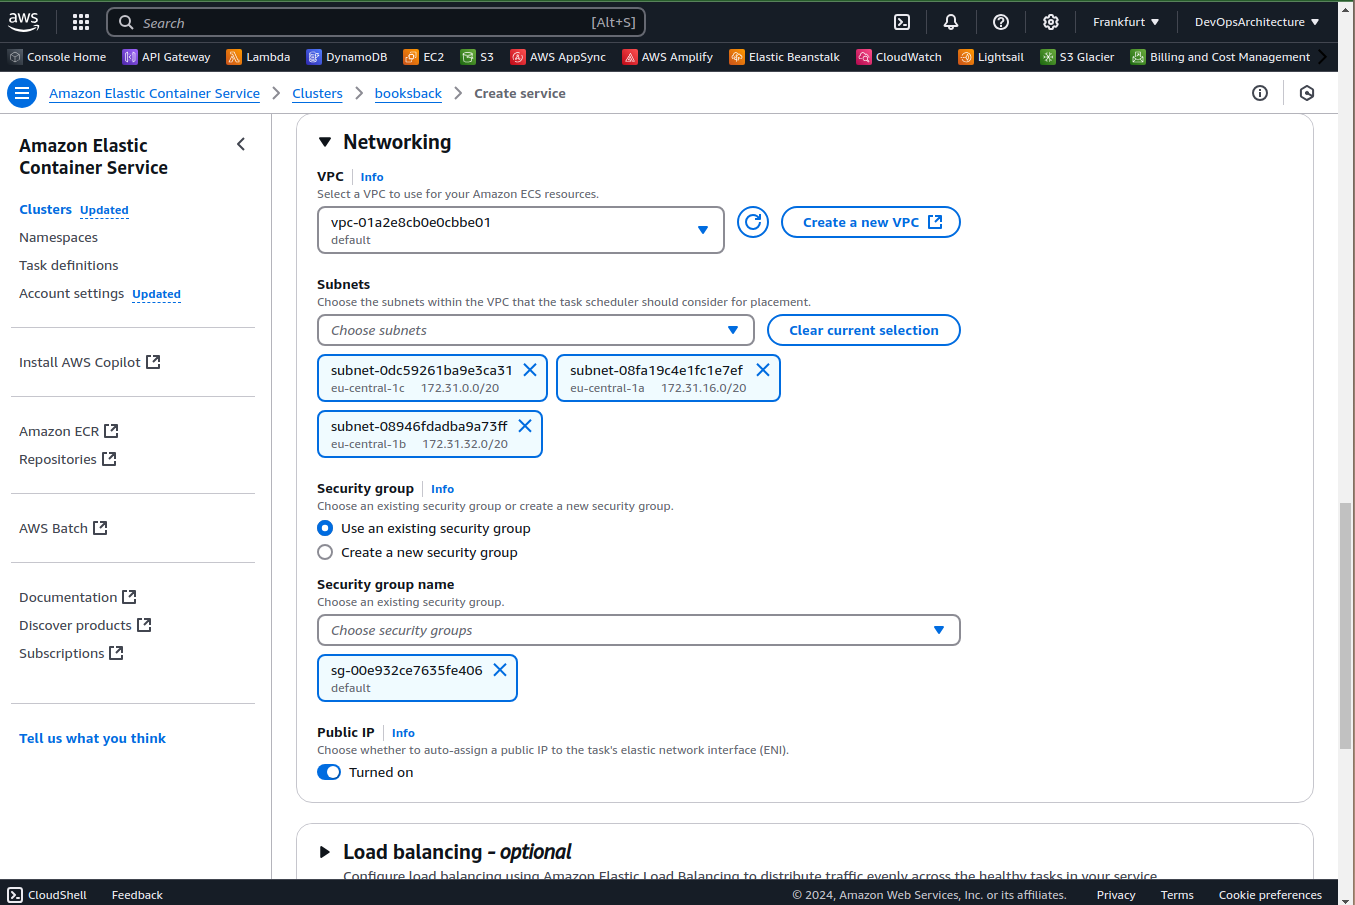 aws
Search [Alt+S]
Frankfurt
DevOpsArchitecture
Console Home
API Gateway
Lambda
DynamoDB
EC2
S3
AWS AppSync
AWS Amplify
Elastic Beanstalk
CloudWatch
Lightsail
S3 Glacier
Billing and Cost Management
Amazon Elastic Container Service
Clusters
booksback
Create service
Amazon Elastic
Container Service
Clusters Updated
Namespaces
Task definitions
Account settings Updated
Install AWS Copilot
Amazon ECR
Repositories
AWS Batch
Documentation
Discover products
Subscriptions
Tell us what you think
Networking
VPC Info
Select a VPC to use for your Amazon ECS resources.
vpc-01a2e8cb0e0cbbe01
default
Create a new VPC
Subnets
Choose the subnets within the VPC that the task scheduler should consider for placement.
Choose subnets
Clear current selection
subnet-0dc59261ba9e3ca31
eu-central-1c 172.31.0.0/20
subnet-08fa19c4e1fc1e7ef
eu-central-1a 172.31.16.0/20
subnet-08946fdadba9a73ff
eu-central-1b 172.31.32.0/20
Security group Info
Choose an existing security group or create a new security group.
Use an existing security group
Create a new security group
Security group name
Choose an existing security group.
Choose security groups
sg-00e932ce7635fe406
default
Public IP Info
Choose whether to auto-assign a public IP to the task's elastic network interface (ENI).
Turned on
Load balancing - optional
Configure load balancing using Amazon Elastic Load Balancing to distribute traffic evenly across the healthy tasks in your service.
CloudShell
Feedback
© 2024, Amazon Web Services, Inc. or its affiliates.
Privacy
Terms
Cookie preferences